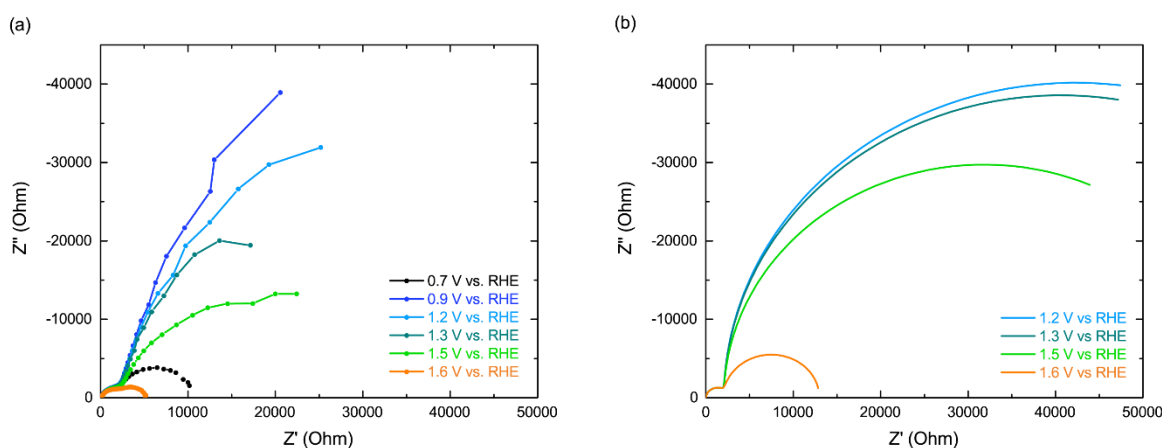 (a)
-40000
-30000
-20000
-10000
0
Z" (Ohm)
0.7 V vs. RHE
0.9 V vs. RHE
1.2 V vs. RHE
1.3 V vs. RHE
1.5 V vs. RHE
1.6 V vs. RHE
0 10000 20000 30000 40000 50000
Z' (Ohm)
(b)
-40000
-30000
-20000
-10000
0
Z" (Ohm)
1.2 V vs RHE
1.3 V vs RHE
1.5 V vs RHE
1.6 V vs RHE
0 10000 20000 30000 40000 50000
Z' (Ohm)